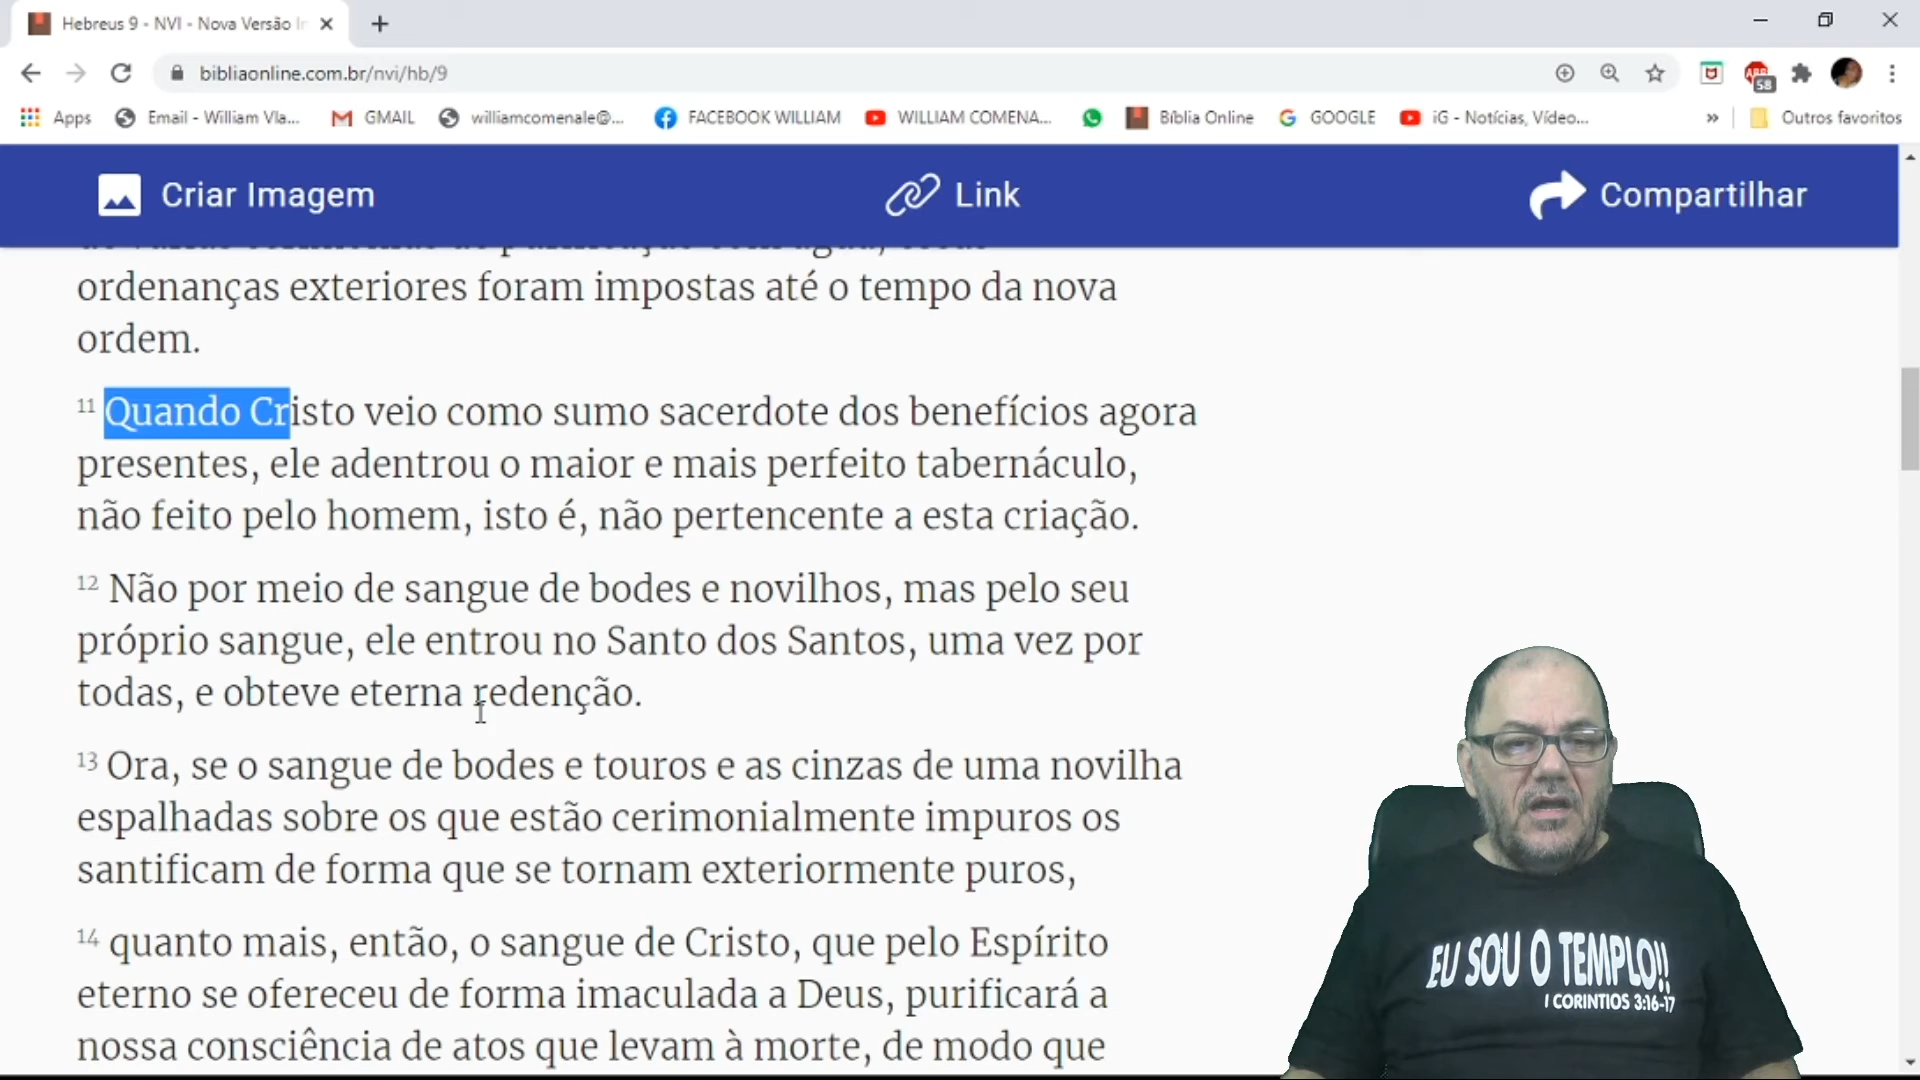 Hebreus 9 - NVI - Nova Versão In
bibliaonline.com.br/nvi/hb/9
58
Apps
Email - William Vla...
GMAIL
williamcomenale@...
FACEBOOK WILLIAM
WILLIAM COMENA...
Bíblia Online
GOOGLE
iG - Notícias, Vídeo...
»
Outros favoritos
Criar Imagem
Link
Compartilhar
ordenanças exteriores foram impostas até o tempo da nova
ordem.
11 Quando Cristo veio como sumo sacerdote dos benefícios agora
presentes, ele adentrou o maior e mais perfeito tabernáculo,
não feito pelo homem, isto é, não pertencente a esta criação.
12 Não por meio de sangue de bodes e novilhos, mas pelo seu
próprio sangue, ele entrou no Santo dos Santos, uma vez por
todas, e obteve eterna redenção.
13 Ora, se o sangue de bodes e touros e as cinzas de uma novilha
espalhadas sobre os que estão cerimonialmente impuros os
santificam de forma que se tornam exteriormente puros,
14 quanto mais, então, o sangue de Cristo, que pelo Espírito
eterno se ofereceu de forma imaculada a Deus, purificará a
nossa consciência de atos que levam à morte, de modo que
EU SOU O TEMPLO!!
I CORINTIOS 3:16-17